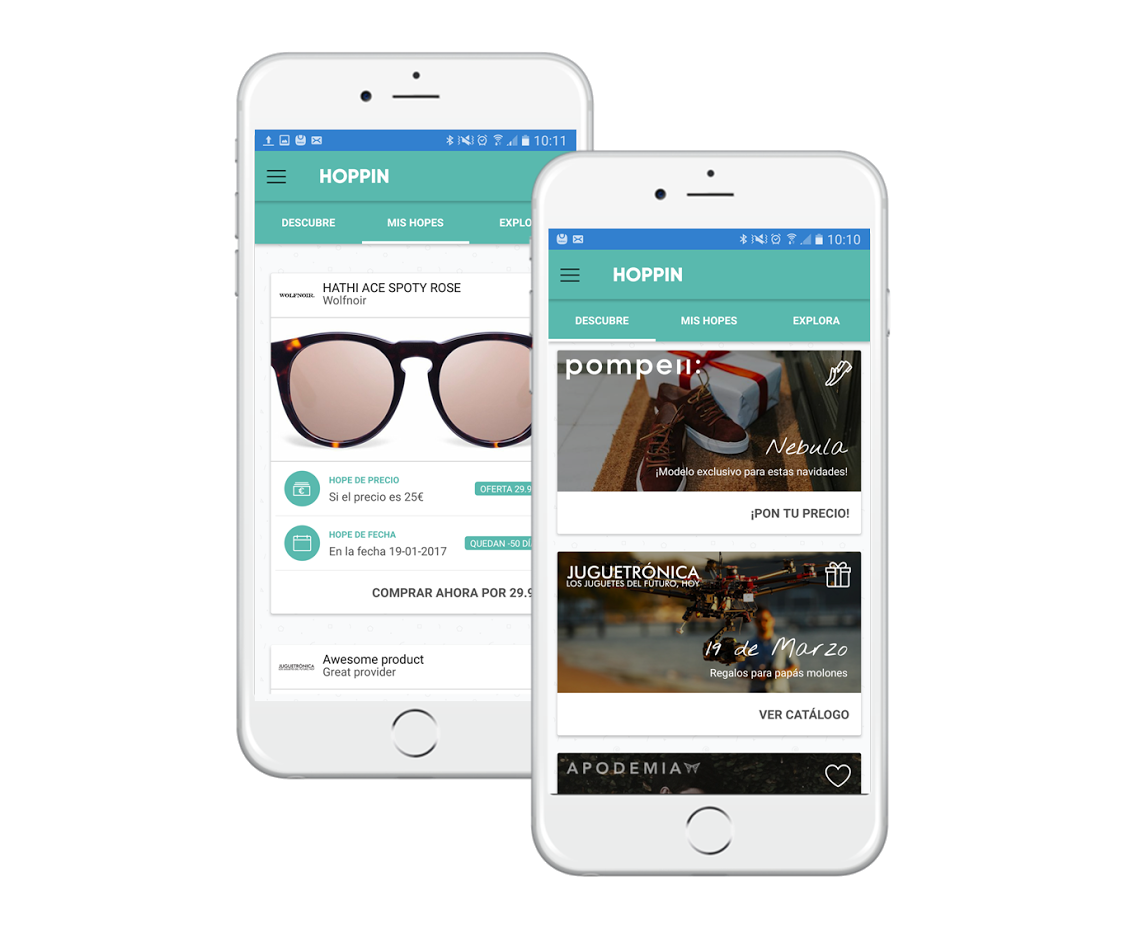 10:11
HOPPIN
DESCUBRE MIS HOPES EXPLO
WOLFNOIR.
HATHI ACE SPOTY ROSE
Wolfnoir
HOPE DE PRECIO
Si el precio es 25€
OFERTA 29.9
HOPE DE FECHA
En la fecha 19-01-2017
QUEDAN -50 DÍ
COMPRAR AHORA POR 29.9
JUGUETRÓNICA
Awesome product
Great provider
10:10
HOPPIN
DESCUBRE MIS HOPES EXPLORA
pompeii:
Nebula
¡Modelo exclusivo para estas navidades!
¡PON TU PRECIO!
JUGUETRÓNICA
LOS JUGUETES DEL FUTURO, HOY
19 de Marzo
Regalos para papás molones
VER CATÁLOGO
APODEMIA